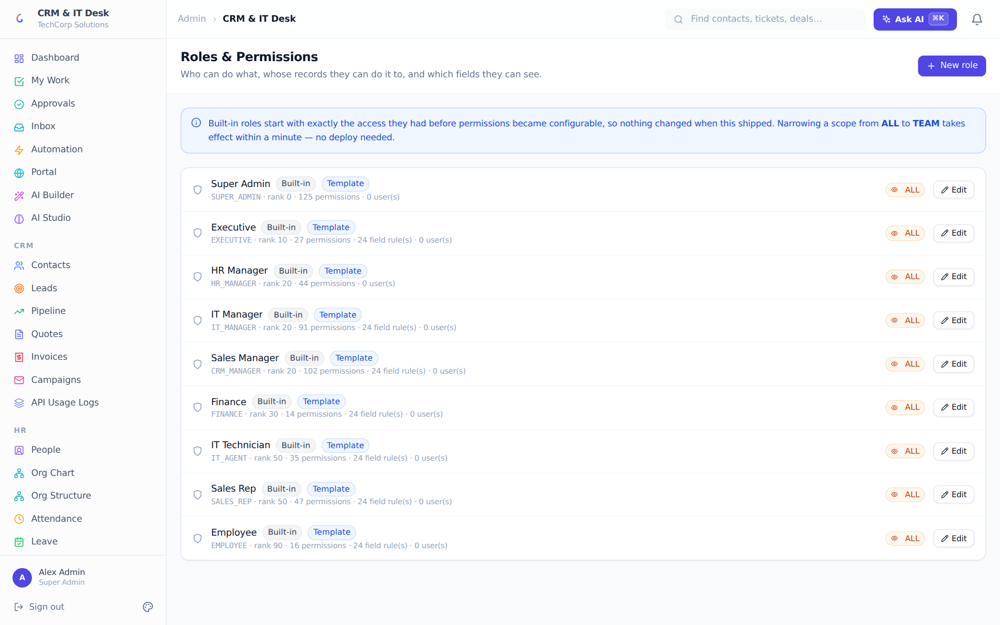 CRM & IT Desk
TechCorp Solutions
Dashboard
My Work
Approvals
Inbox
Automation
Portal
AI Builder
AI Studio
CRM
Contacts
Leads
Pipeline
Quotes
Invoices
Campaigns
API Usage Logs
HR
People
Org Chart
Org Structure
Attendance
Leave
A
Alex Admin
Super Admin
Sign out
Admin > CRM & IT Desk
Find contacts, tickets, deals...
Ask AI ⌘K
Roles & Permissions
Who can do what, whose records they can do it to, and which fields they can see.
New role
Built-in roles start with exactly the access they had before permissions became configurable, so nothing changed when this shipped. Narrowing a scope from ALL to TEAM takes
effect within a minute — no deploy needed.
Super Admin Built-in Template
SUPER_ADMIN · rank 0 · 125 permissions · 0 user(s)
ALL Edit
Executive Built-in Template
EXECUTIVE · rank 10 · 27 permissions · 24 field rule(s) · 0 user(s)
ALL Edit
HR Manager Built-in Template
HR_MANAGER · rank 20 · 44 permissions · 0 user(s)
ALL Edit
IT Manager Built-in Template
IT_MANAGER · rank 20 · 91 permissions · 24 field rule(s) · 0 user(s)
ALL Edit
Sales Manager Built-in Template
CRM_MANAGER · rank 20 · 102 permissions · 24 field rule(s) · 0 user(s)
ALL Edit
Finance Built-in Template
FINANCE · rank 30 · 14 permissions · 24 field rule(s) · 0 user(s)
ALL Edit
IT Technician Built-in Template
IT_AGENT · rank 50 · 35 permissions · 24 field rule(s) · 0 user(s)
ALL Edit
Sales Rep Built-in Template
SALES_REP · rank 50 · 47 permissions · 24 field rule(s) · 0 user(s)
ALL Edit
Employee Built-in Template
EMPLOYEE · rank 90 · 16 permissions · 24 field rule(s) · 0 user(s)
ALL Edit